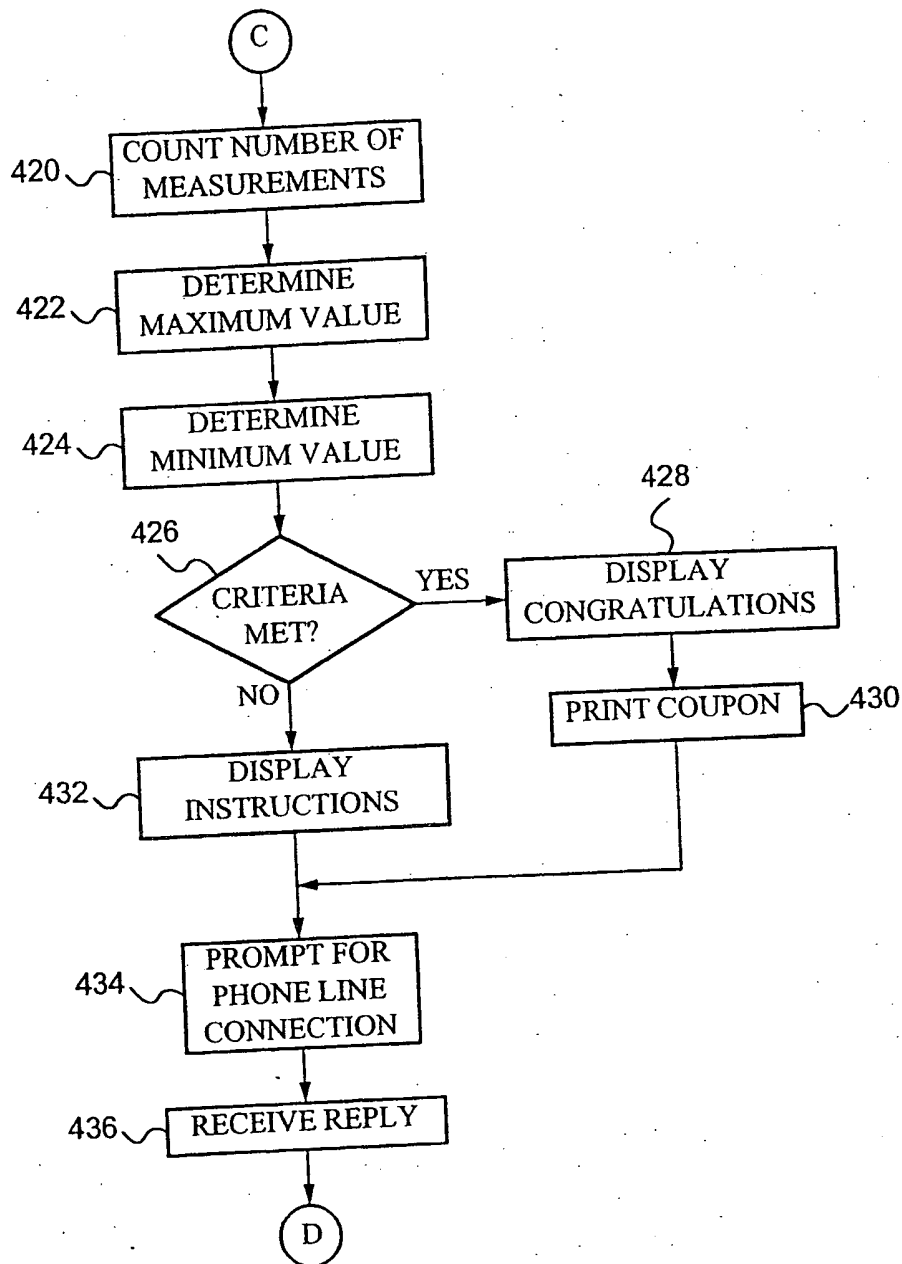 C
420
COUNT NUMBER OF
MEASUREMENTS
422
DETERMINE
MAXIMUM VALUE
424
DETERMINE
MINIMUM VALUE
426
CRITERIA
MET?
YES
NO
428
DISPLAY
CONGRATULATIONS
PRINT COUPON
430
432
DISPLAY
INSTRUCTIONS
434
PROMPT FOR
PHONE LINE
CONNECTION
436
RECEIVE REPLY
D